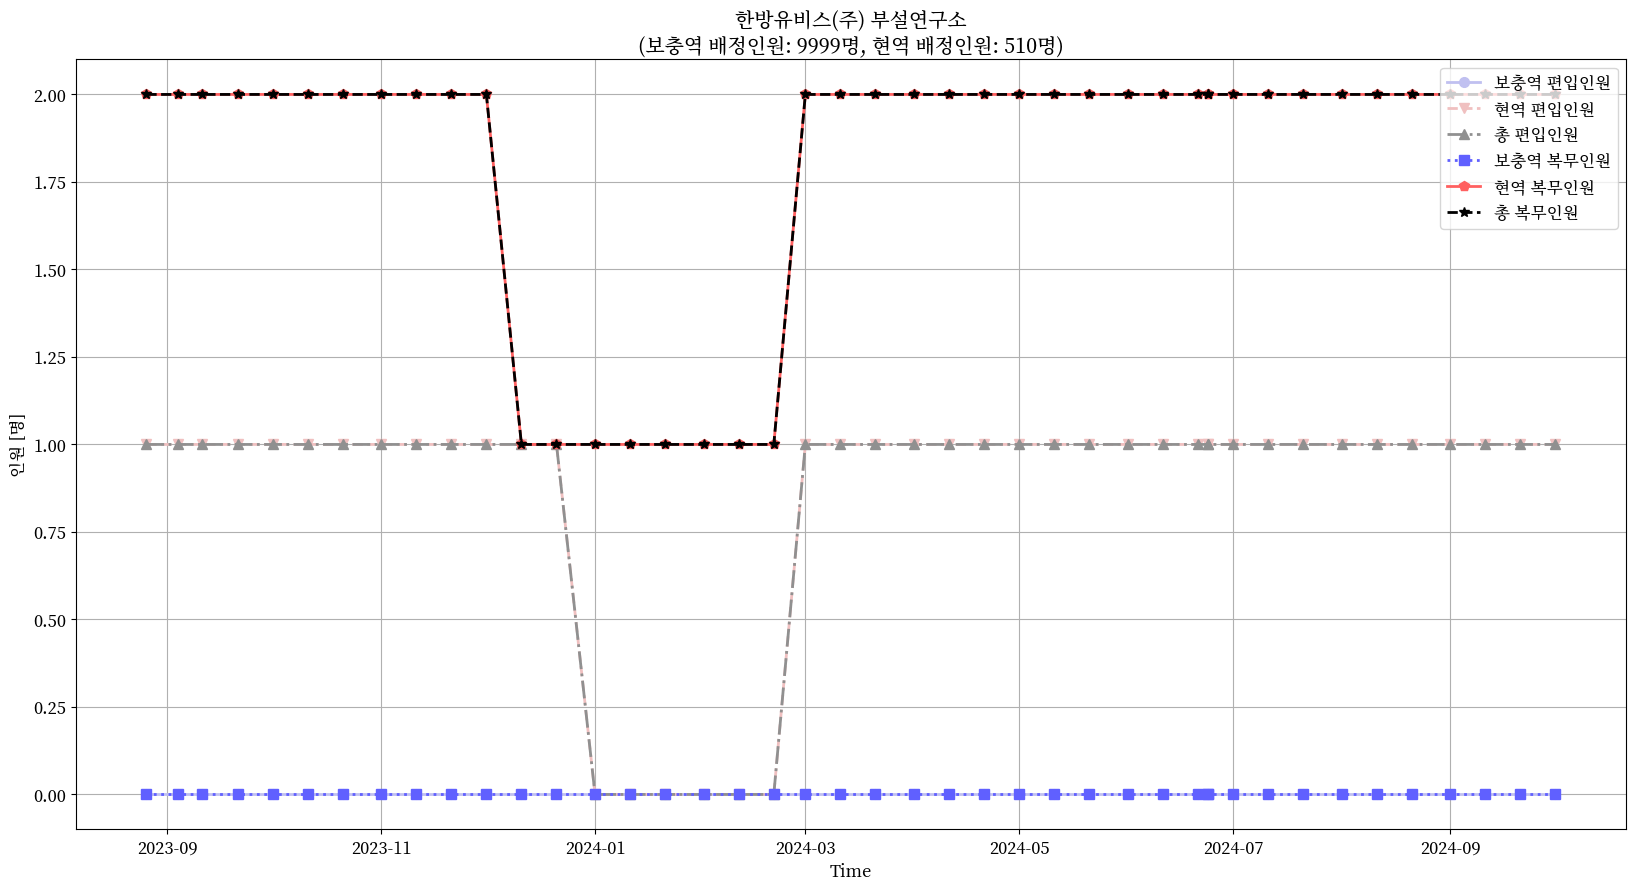 한방유비스(주) 부설연구소
(보충역 배정인원: 9999명, 현역 배정인원: 510명)
보충역 편입인원
현역 편입인원
총 편입인원
보충역 복무인원
현역 복무인원
총 복무인원
인원 [명]
2.00
1.75
1.50
1.25
1.00
0.75
0.50
0.25
0.00
2023-09
2023-11
2024-01
2024-03
2024-05
2024-07
2024-09
Time